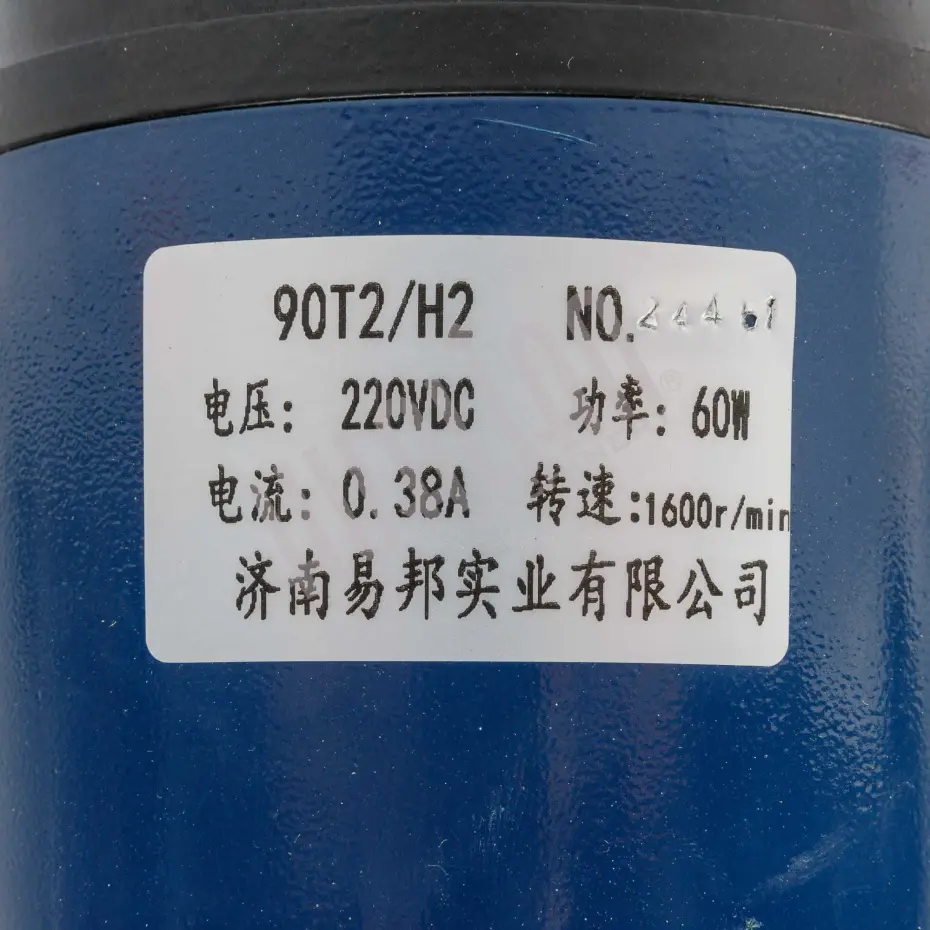 90T2/H2 NO.
电压: 220VDC 功率: 60W
电流: 0.38A 转速:1600r/min
济南易邦实业有限公司